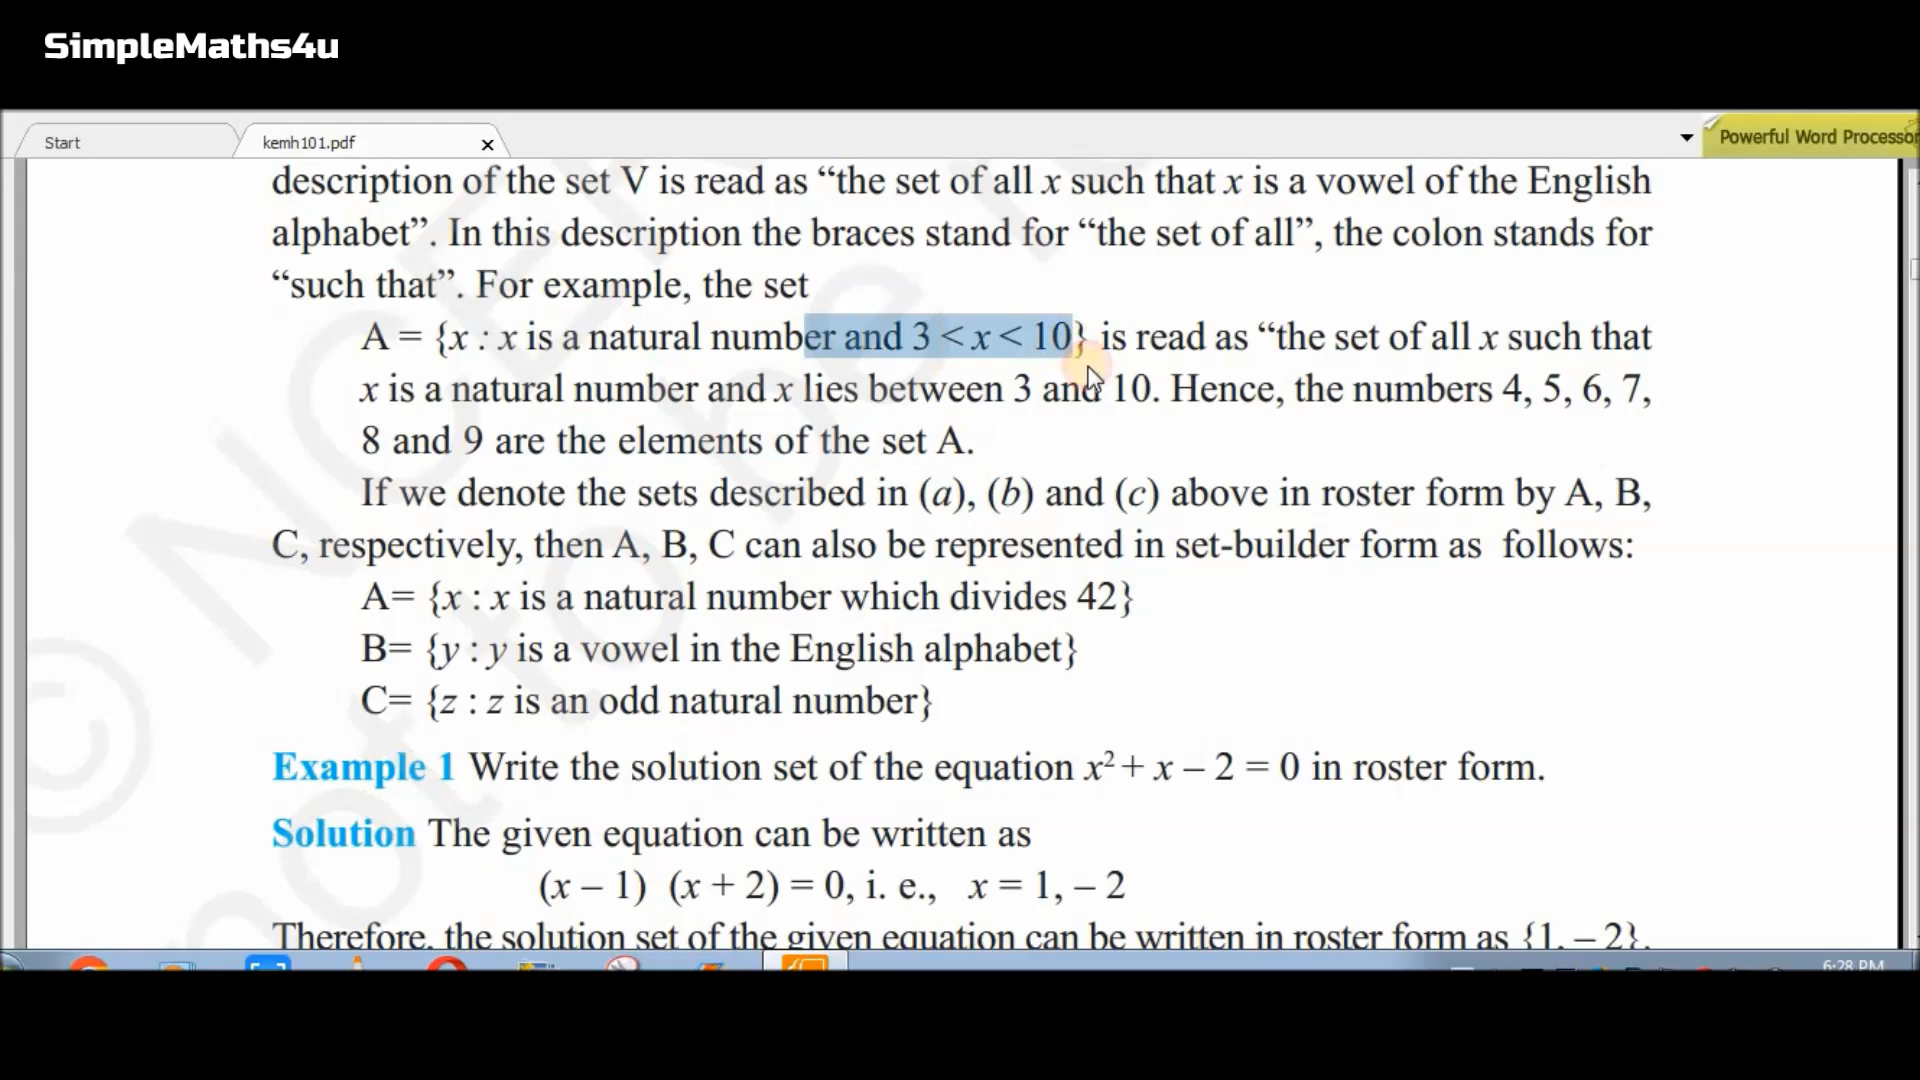 SimpleMaths4u
Start
kemh101.pdf
Powerful Word Processor
description of the set V is read as “the set of all x such that x is a vowel of the English
alphabet”. In this description the braces stand for “the set of all”, the colon stands for
“such that”. For example, the set
A = {x : x is a natural number and 3 < x < 10} is read as “the set of all x such that
x is a natural number and x lies between 3 and 10. Hence, the numbers 4, 5, 6, 7,
8 and 9 are the elements of the set A.
If we denote the sets described in (a), (b) and (c) above in roster form by A, B,
C, respectively, then A, B, C can also be represented in set-builder form as follows:
A= {x : x is a natural number which divides 42}
B= {y : y is a vowel in the English alphabet}
C= {z : z is an odd natural number}
Example 1 Write the solution set of the equation x² + x – 2 = 0 in roster form.
Solution The given equation can be written as
(x – 1) (x + 2) = 0, i. e., x = 1, – 2
Therefore, the solution set of the given equation can be written in roster form as {1, – 2}.
6:28 PM
© NCER
not to be r